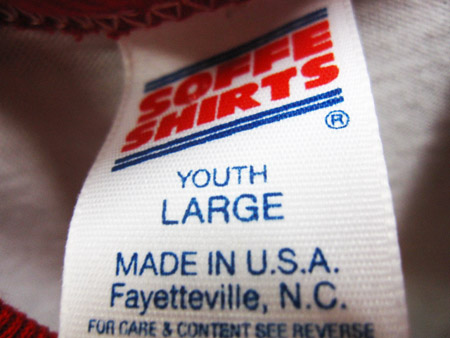 SOFFE
SHIRTS®
YOUTH
LARGE
MADE IN U.S.A.
Fayetteville, N.C.
FOR CARE & CONTENT SEE REVERSE